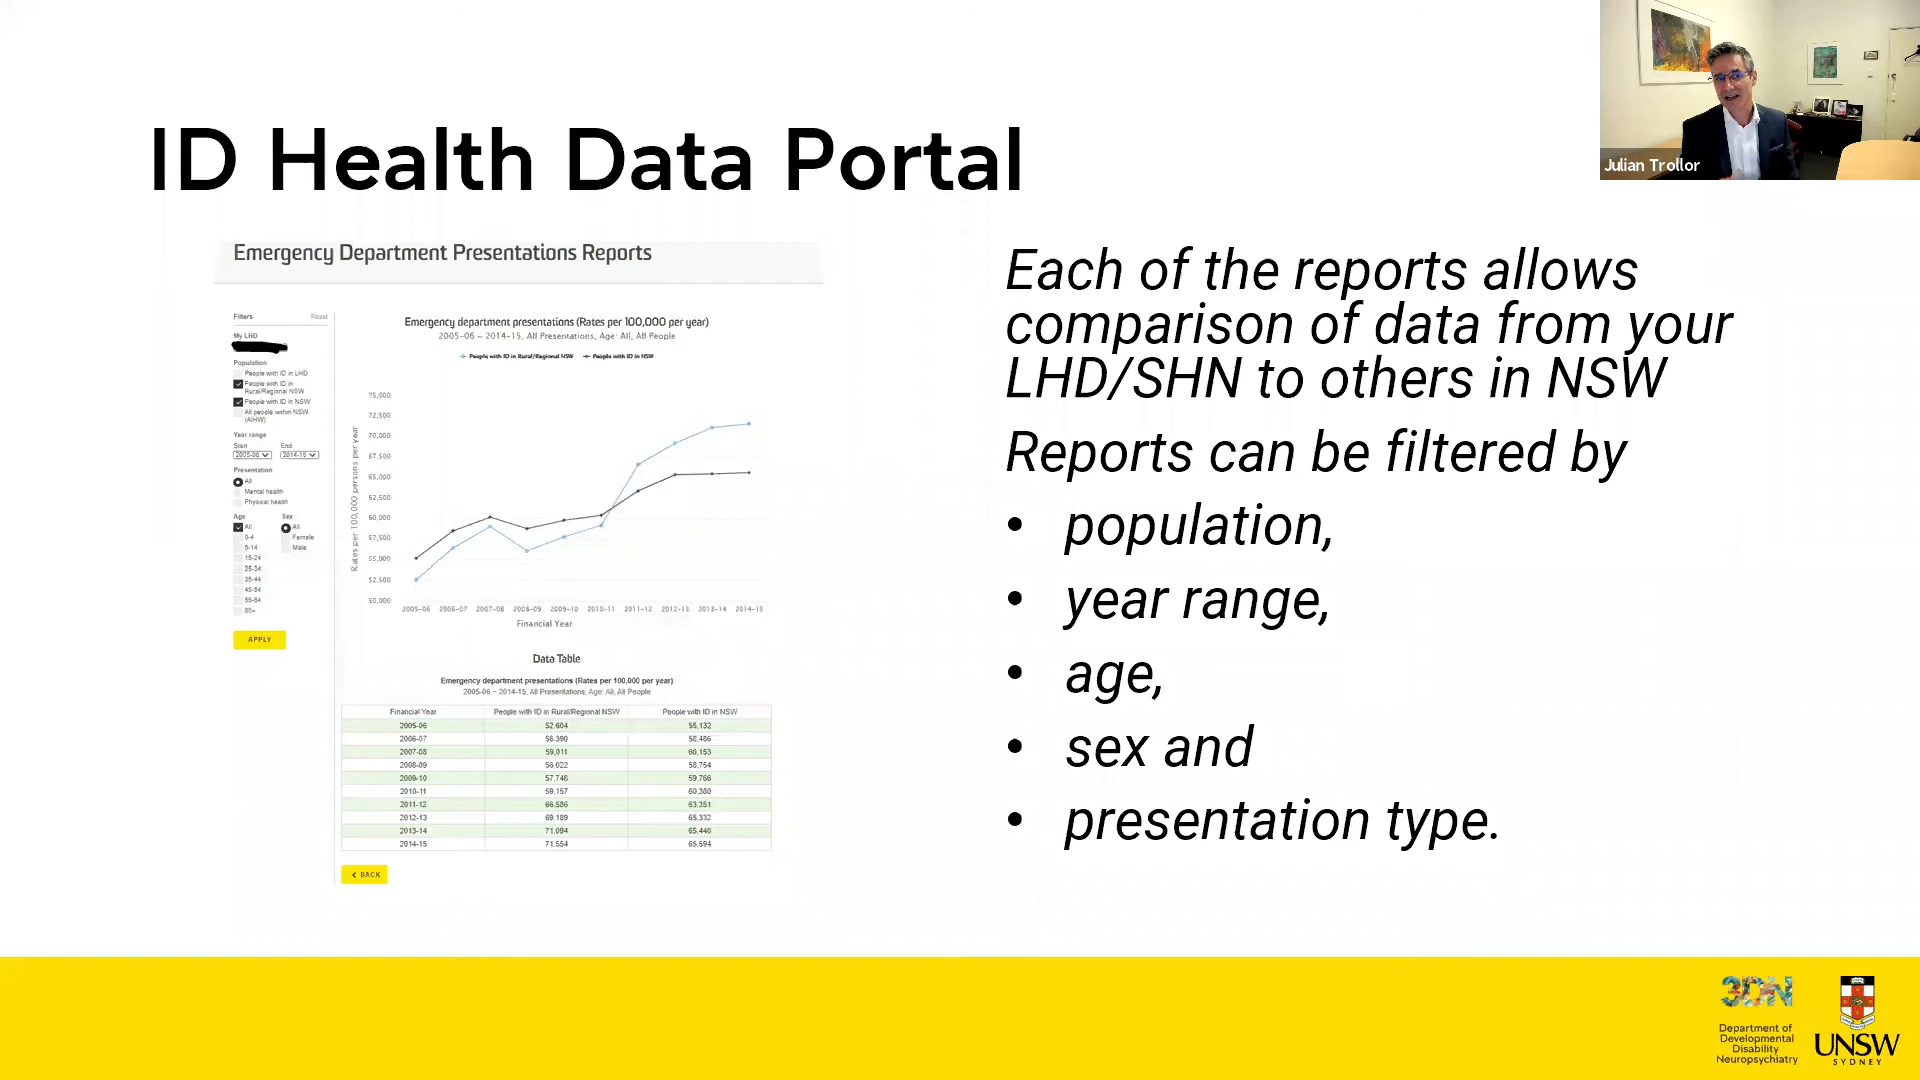 ID Health Data Portal
Julian Trollor
Emergency Department Presentations Reports
Filters Reset
My LHD
Population
People with ID in LHD
People with ID in
Rural/Regional NSW
People with ID in NSW
All people within NSW
(AIHW)
Year range
Start End
2005-06 2014-15
Presentation
All
Mental health
Physical health
Age Sex
All All
0-4 Female
5-14 Male
15-24
25-34
35-44
45-54
55-64
65+
APPLY
Emergency department presentations (Rates per 100,000 per year)
2005-06 – 2014-15, All Presentations, Age: All, All People
People with ID in Rural/Regional NSW People with ID in NSW
Rates per 100,000 persons per year
75,000
72,500
70,000
67,500
65,000
62,500
60,000
57,500
55,000
52,500
50,000
2005-06 2006-07 2007-08 2008-09 2009-10 2010-11 2011-12 2012-13 2013-14 2014-15
Financial Year
Data Table
Emergency department presentations (Rates per 100,000 per year)
2005-06 – 2014-15, All Presentations, Age: All, All People
Financial Year People with ID in Rural/Regional NSW People with ID in NSW
2005-06 52,604 55,132
2006-07 56,390 58,486
2007-08 59,011 60,153
2008-09 56,022 58,754
2009-10 57,748 59,766
2010-11 59,157 60,380
2011-12 66,586 63,351
2012-13 69,189 65,332
2013-14 71,094 65,440
2014-15 71,554 65,594
BACK
Each of the reports allows
comparison of data from your
LHD/SHN to others in NSW
Reports can be filtered by
• population,
• year range,
• age,
• sex and
• presentation type.
3DN
Department of
Developmental
Disability
Neuropsychiatry
UNSW
SYDNEY